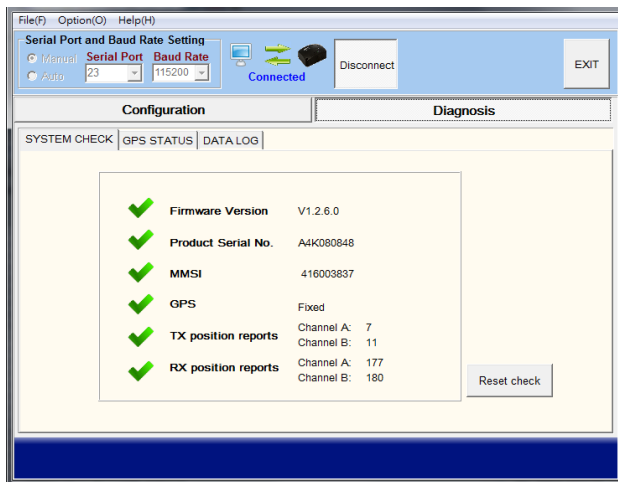 File(F) Option(O) Help(H)
Serial Port and Baud Rate Setting
Manual Serial Port Baud Rate
Auto 23 115200
Connected
Disconnect
EXIT
Configuration Diagnosis
SYSTEM CHECK GPS STATUS DATA LOG
Firmware Version V1.2.6.0
Product Serial No. A4K080848
MMSI 416003837
GPS Fixed
TX position reports Channel A: 7
Channel B: 11
RX position reports Channel A: 177
Channel B: 180
Reset check